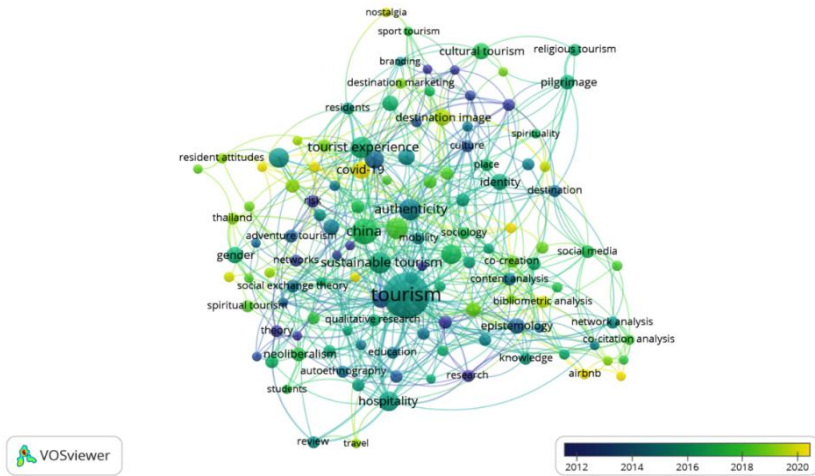 nostalgia
sport tourism
cultural tourism
religious tourism
branding
destination marketing
pilgrimage
residents
destination image
spirituality
tourist experience
culture
resident attitudes
covid-19
place
identity
destination
risk
authenticity
thailand
china
mobility
sociology
adventure tourism
gender
networks
sustainable tourism
co-creation
social media
content analysis
social exchange theory
tourism
bibliometric analysis
spiritual tourism
qualitative research
epistemology
network analysis
theory
co-citation analysis
neoliberalism
education
knowledge
autoethnography
research
airbnb
students
hospitality
review
travel
VOSviewer
2012 2014 2016 2018 2020